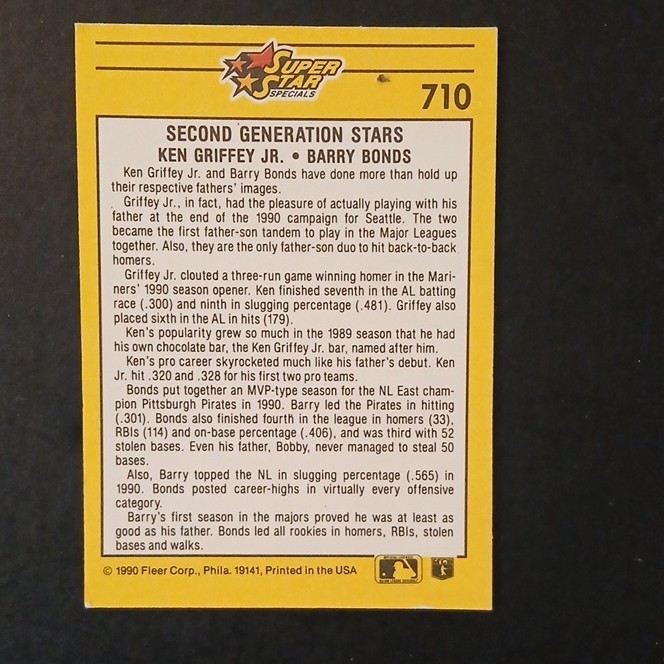 SUPER
STAR
SPECIALS
710
SECOND GENERATION STARS
KEN GRIFFEY JR. • BARRY BONDS
Ken Griffey Jr. and Barry Bonds have done more than hold up
their respective fathers' images.
Griffey Jr., in fact, had the pleasure of actually playing with his
father at the end of the 1990 campaign for Seattle. The two
became the first father-son tandem to play in the Major Leagues
together. Also, they are the only father-son duo to hit back-to-back
homers.
Griffey Jr. clouted a three-run game winning homer in the Mari-
ners' 1990 season opener. Ken finished seventh in the AL batting
race (.300) and ninth in slugging percentage (.481). Griffey also
placed sixth in the AL in hits (179).
Ken's popularity grew so much in the 1989 season that he had
his own chocolate bar, the Ken Griffey Jr. bar, named after him.
Ken's pro career skyrocketed much like his father's debut. Ken
Jr. hit .320 and .328 for his first two pro teams.
Bonds put together an MVP-type season for the NL East cham-
pion Pittsburgh Pirates in 1990. Barry led the Pirates in hitting
(.301). Bonds also finished fourth in the league in homers (33),
RBIs (114) and on-base percentage (.406), and was third with 52
stolen bases. Even his father, Bobby, never managed to steal 50
bases.
Also, Barry topped the NL in slugging percentage (.565) in
1990. Bonds posted career-highs in virtually every offensive
category.
Barry's first season in the majors proved he was at least as
good as his father. Bonds led all rookies in homers, RBIs, stolen
bases and walks.
© 1990 Fleer Corp., Phila. 19141, Printed in the USA